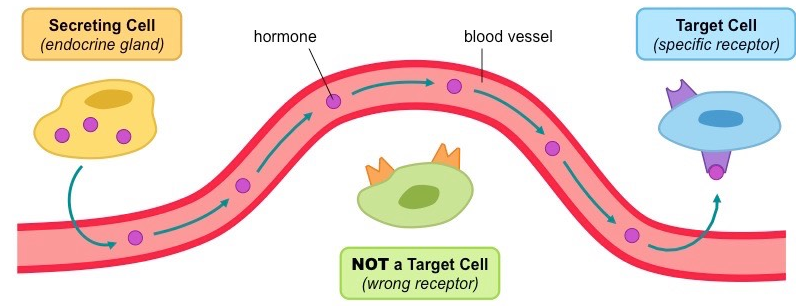 Secreting Cell
(endocrine gland)
hormone
blood vessel
Target Cell
(specific receptor)
NOT a Target Cell
(wrong receptor)